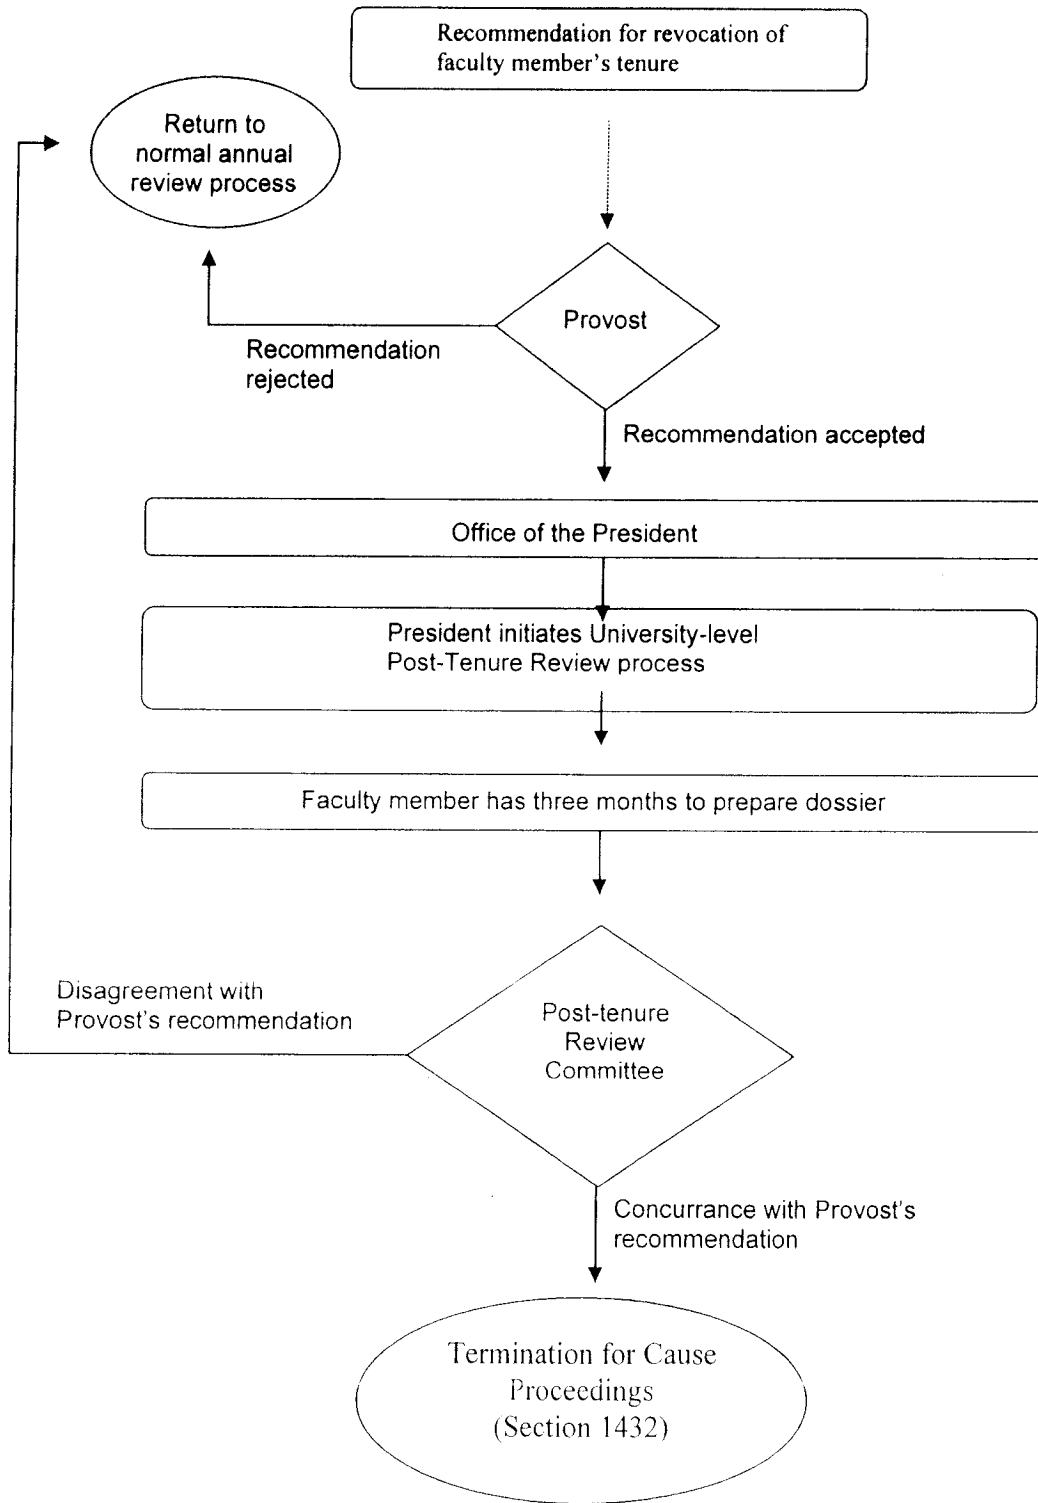 Recommendation for revocation of
faculty member's tenure
Return to
normal annual
review process
Provost
Recommendation
rejected
Recommendation accepted
Office of the President
President initiates University-level
Post-Tenure Review process
Faculty member has three months to prepare dossier
Disagreement with
Provost's recommendation
Post-tenure
Review
Committee
Concurrance with Provost's
recommendation
Termination for Cause
Proceedings
(Section 1432)